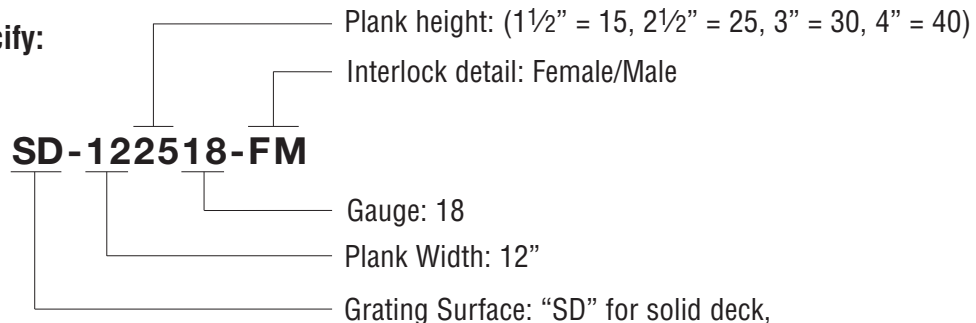 cify:
Plank height: (1½” = 15, 2½” = 25, 3” = 30, 4” = 40)
Interlock detail: Female/Male
SD-122518-FM
Gauge: 18
Plank Width: 12”
Grating Surface: “SD” for solid deck,